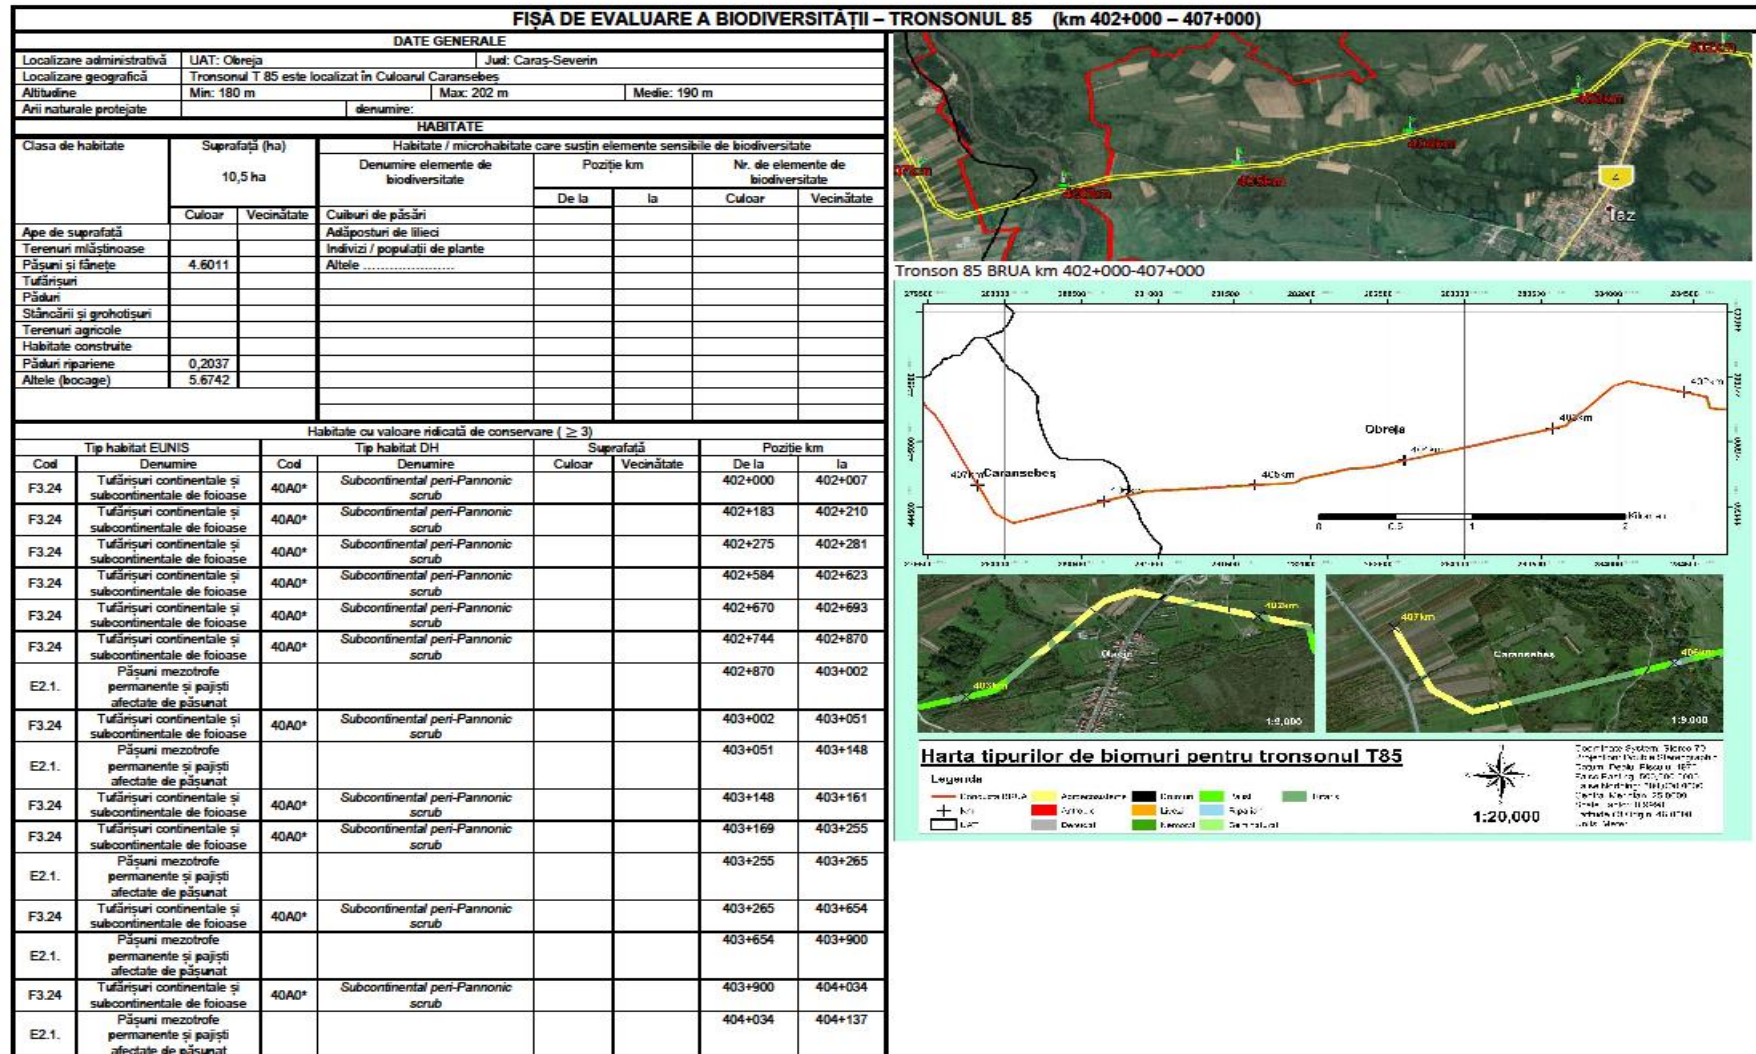 FIȘĂ DE EVALUARE A BIODIVERSITĂȚII – TRONSONUL 85 (km 402+000 – 407+000)
DATE GENERALE
Localizare administrativă UAT: Obreja Jud: Caraș-Severin
Localizare geografică Tronsonul T 85 este localizat în Culoarul Caransebeș
Altitudine Min: 180 m Max: 202 m Medie: 190 m
Arii naturale protejate denumire:
HABITATE
Clasa de habitate Suprafață (ha) Habitate / microhabitate care susțin elemente sensibile de biodiversitate
10,5 ha Denumire elemente de biodiversitate Poziție km Nr. de elemente de biodiversitate
De la la Culoar Vecinătate
Culoar Vecinătate Cuiburi de păsări
Ape de suprafață Adăposturi de lilieci
Terenuri mlăștinoase Indivizi / populații de plante
Pășuni și fânețe 4.6011 Altele ......................
Tufărișuri
Păduri
Stâncării și grohotișuri
Terenuri agricole
Habitate construite
Păduri ripariene 0,2037
Altele (bocage) 5.6742
Habitate cu valoare ridicată de conservare ( ≥ 3)
Tip habitat EUNIS Tip habitat DH Suprafață Poziție km
Cod Denumire Cod Denumire Culoar Vecinătate De la la
F3.24 Tufărișuri continentale și subcontinentale de foioase 40A0* Subcontinental peri-Pannonic scrub 402+000 402+007
F3.24 Tufărișuri continentale și subcontinentale de foioase 40A0* Subcontinental peri-Pannonic scrub 402+183 402+210
F3.24 Tufărișuri continentale și subcontinentale de foioase 40A0* Subcontinental peri-Pannonic scrub 402+275 402+281
F3.24 Tufărișuri continentale și subcontinentale de foioase 40A0* Subcontinental peri-Pannonic scrub 402+584 402+623
F3.24 Tufărișuri continentale și subcontinentale de foioase 40A0* Subcontinental peri-Pannonic scrub 402+670 402+693
F3.24 Tufărișuri continentale și subcontinentale de foioase 40A0* Subcontinental peri-Pannonic scrub 402+744 402+870
E2.1. Pășuni mezotrofe permanente și pajiști afectate de pășunat 402+870 403+002
F3.24 Tufărișuri continentale și subcontinentale de foioase 40A0* Subcontinental peri-Pannonic scrub 403+002 403+051
E2.1. Pășuni mezotrofe permanente și pajiști afectate de pășunat 403+051 403+148
F3.24 Tufărișuri continentale și subcontinentale de foioase 40A0* Subcontinental peri-Pannonic scrub 403+148 403+161
F3.24 Tufărișuri continentale și subcontinentale de foioase 40A0* Subcontinental peri-Pannonic scrub 403+169 403+255
E2.1. Pășuni mezotrofe permanente și pajiști afectate de pășunat 403+255 403+265
F3.24 Tufărișuri continentale și subcontinentale de foioase 40A0* Subcontinental peri-Pannonic scrub 403+265 403+654
E2.1. Pășuni mezotrofe permanente și pajiști afectate de pășunat 403+654 403+900
F3.24 Tufărișuri continentale și subcontinentale de foioase 40A0* Subcontinental peri-Pannonic scrub 403+900 404+034
E2.1. Pășuni mezotrofe permanente și pajiști afectate de pășunat 404+034 404+137
4
Iaz
Tronson 85 BRUA km 402+000-407+000
402km
403km
Obreja
405km
407km
Caransebeș
0 0.5 1 2
403km
402km
1:9,000
407km
Caransebeș
1:9,000
Harta tipurilor de biomuri pentru tronsonul T85
Legenda
Km
UAT
1:20,000